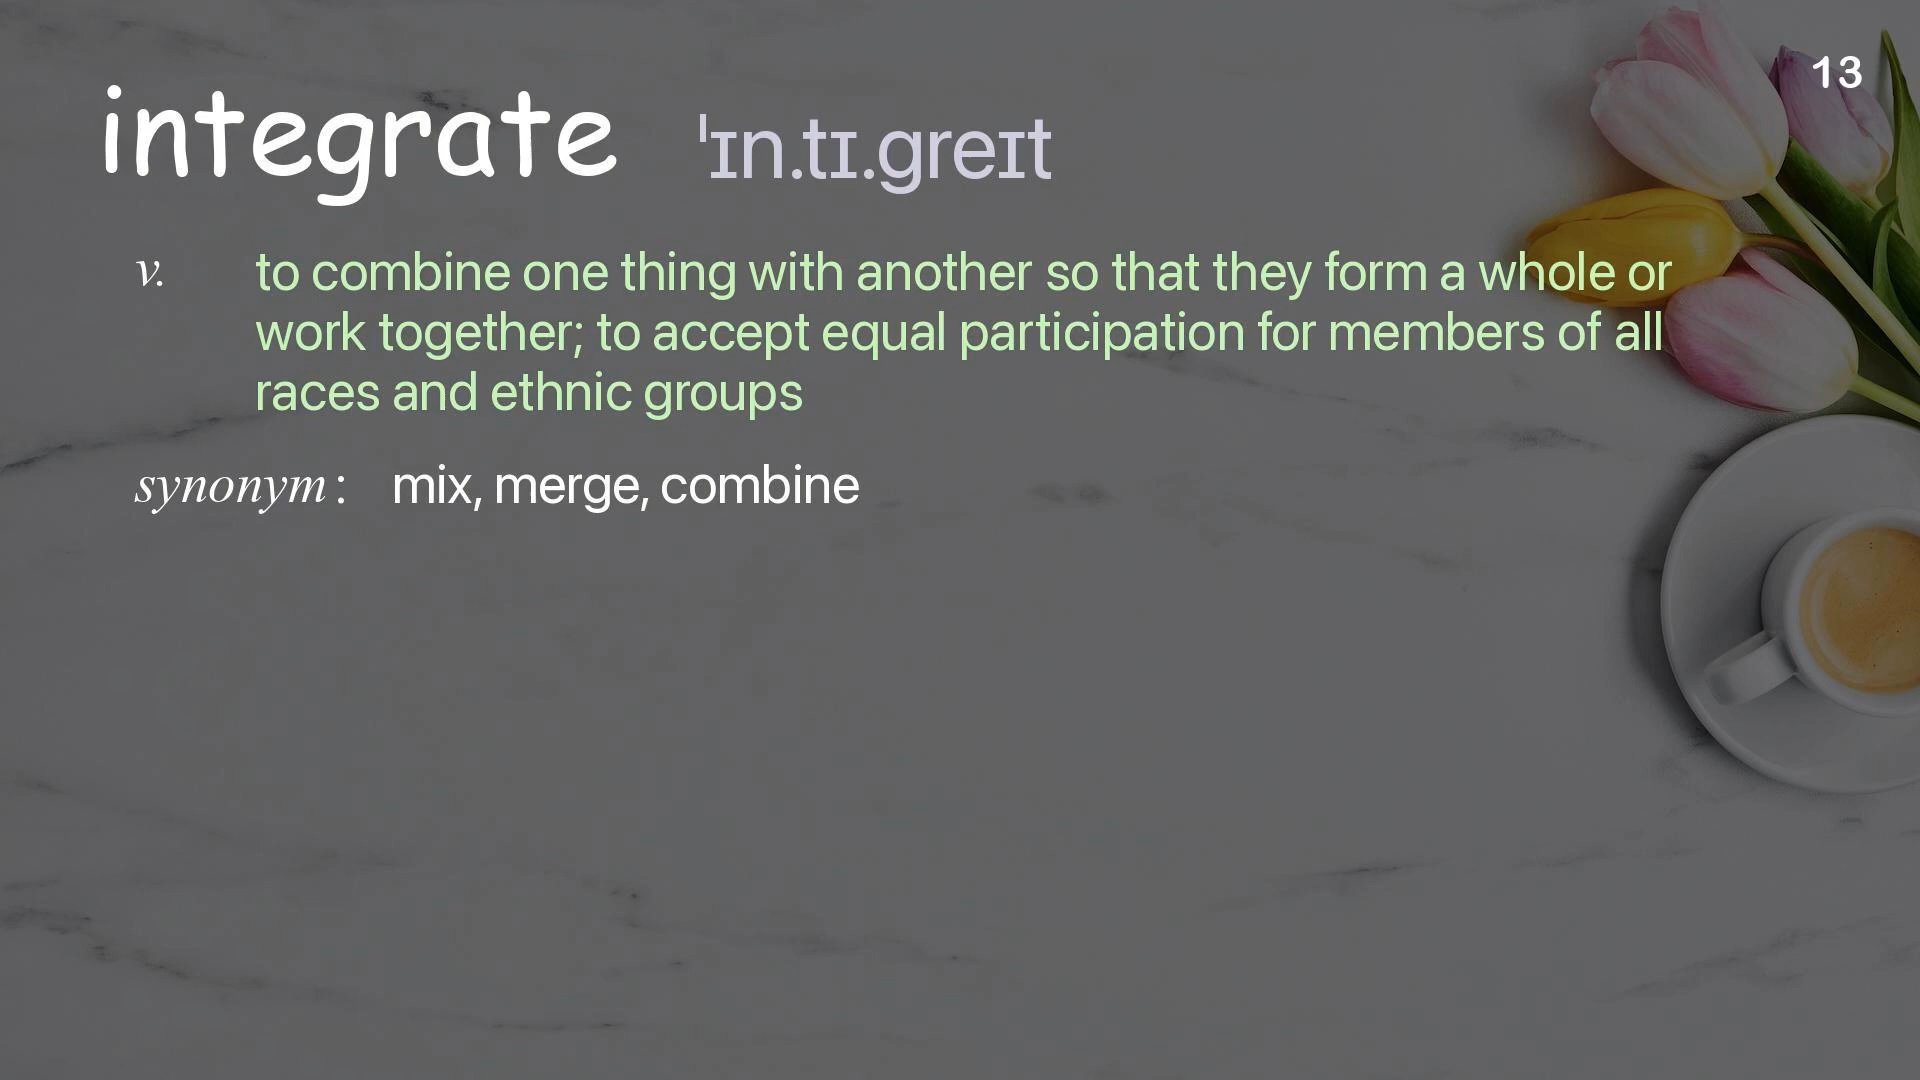 13
integrate ˈɪn.tɪ.ɡreɪt
v. to combine one thing with another so that they form a whole or
work together; to accept equal participation for members of all
races and ethnic groups
synonym : mix, merge, combine